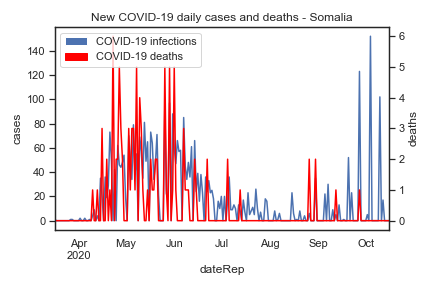 New COVID-19 daily cases and deaths - Somalia
COVID-19 infections
COVID-19 deaths
cases
140
120
100
80
60
40
20
0
deaths
6
5
4
3
2
1
0
Apr May Jun Jul Aug Sep Oct
2020
dateRep